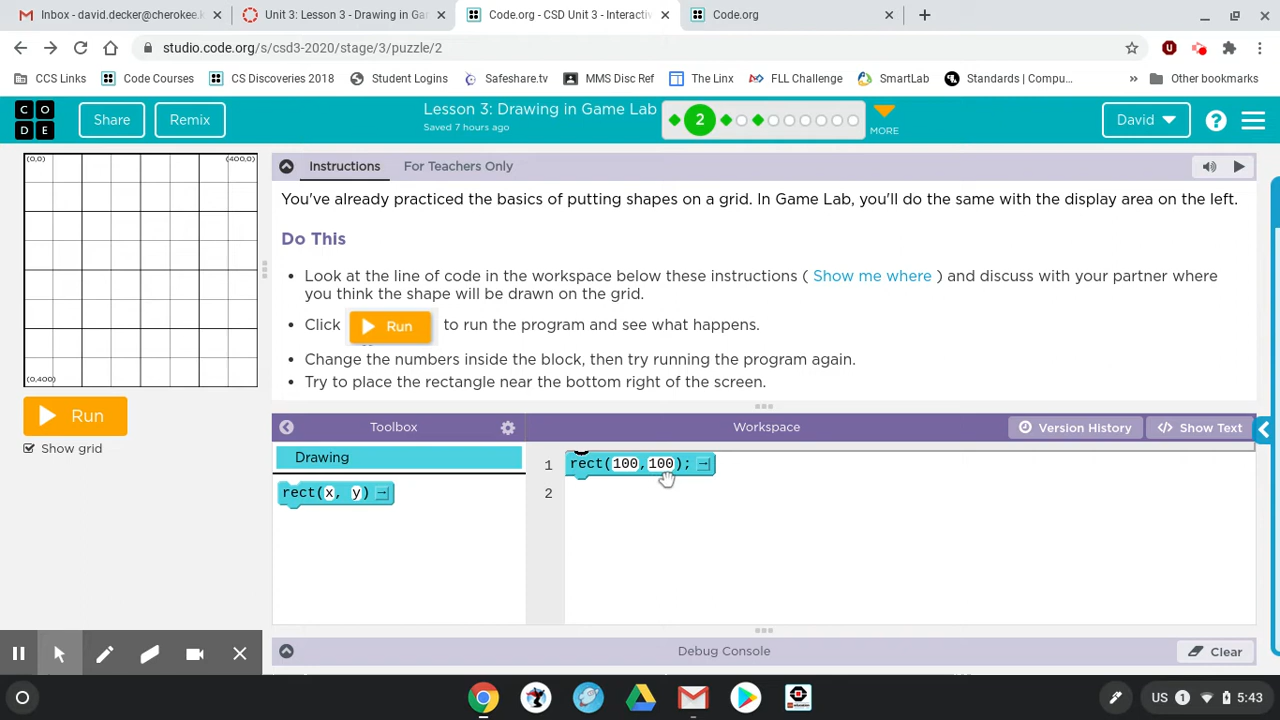 Inbox - david.decker@cherokee.k
Unit 3: Lesson 3 - Drawing in Gar
Code.org - CSD Unit 3 - Interactiv
Code.org
studio.code.org/s/csd3-2020/stage/3/puzzle/2
CCS Links
Code Courses
CS Discoveries 2018
Student Logins
Safeshare.tv
MMS Disc Ref
The Linx
FLL Challenge
SmartLab
Standards | Compu...
Other bookmarks
C O
D E
Share
Remix
Lesson 3: Drawing in Game Lab
Saved 7 hours ago
2
MORE
David
(0,0)
(400,0)
(0,400)
Run
Show grid
Instructions
For Teachers Only
You've already practiced the basics of putting shapes on a grid. In Game Lab, you'll do the same with the display area on the left.
Do This
Look at the line of code in the workspace below these instructions ( Show me where ) and discuss with your partner where
you think the shape will be drawn on the grid.
Click Run to run the program and see what happens.
Change the numbers inside the block, then try running the program again.
Try to place the rectangle near the bottom right of the screen.
Toolbox
Workspace
Version History
Show Text
Drawing
rect(x, y)
1 rect(100,100);
2
Debug Console
Clear
US 1 5:43